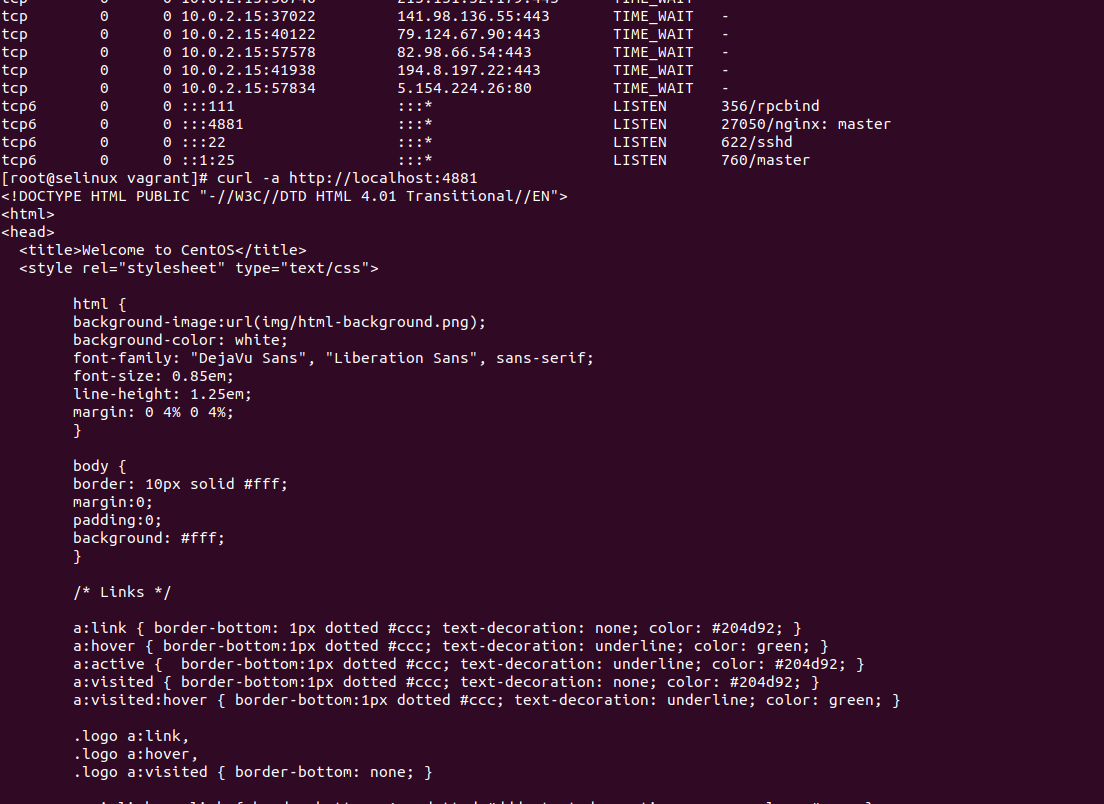 tcp        0      0 10.0.2.15:37022         141.98.136.55:443       TIME_WAIT   -
tcp        0      0 10.0.2.15:40122         79.124.67.90:443        TIME_WAIT   -
tcp        0      0 10.0.2.15:57578         82.98.66.54:443         TIME_WAIT   -
tcp        0      0 10.0.2.15:41938         194.8.197.22:443        TIME_WAIT   -
tcp        0      0 10.0.2.15:57834         5.154.224.26:80         TIME_WAIT   -
tcp6       0      0 :::111                  :::*                    LISTEN      356/rpcbind
tcp6       0      0 :::4881                 :::*                    LISTEN      27050/nginx: master
tcp6       0      0 :::22                   :::*                    LISTEN      622/sshd
tcp6       0      0 ::1:25                  :::*                    LISTEN      760/master
[root@selinux vagrant]# curl -a http://localhost:4881
<!DOCTYPE HTML PUBLIC "-//W3C//DTD HTML 4.01 Transitional//EN">
<html>
<head>
  <title>Welcome to CentOS</title>
  <style rel="stylesheet" type="text/css">
        html {
        background-image:url(img/html-background.png);
        background-color: white;
        font-family: "DejaVu Sans", "Liberation Sans", sans-serif;
        font-size: 0.85em;
        line-height: 1.25em;
        margin: 0 4% 0 4%;
        }
        body {
        border: 10px solid #fff;
        margin:0;
        padding:0;
        background: #fff;
        }
        /* Links */
        a:link { border-bottom: 1px dotted #ccc; text-decoration: none; color: #204d92; }
        a:hover { border-bottom:1px dotted #ccc; text-decoration: underline; color: green; }
        a:active {  border-bottom:1px dotted #ccc; text-decoration: underline; color: #204d92; }
        a:visited { border-bottom:1px dotted #ccc; text-decoration: none; color: #204d92; }
        a:visited:hover { border-bottom:1px dotted #ccc; text-decoration: underline; color: green; }
        .logo a:link,
        .logo a:hover,
        .logo a:visited { border-bottom: none; }